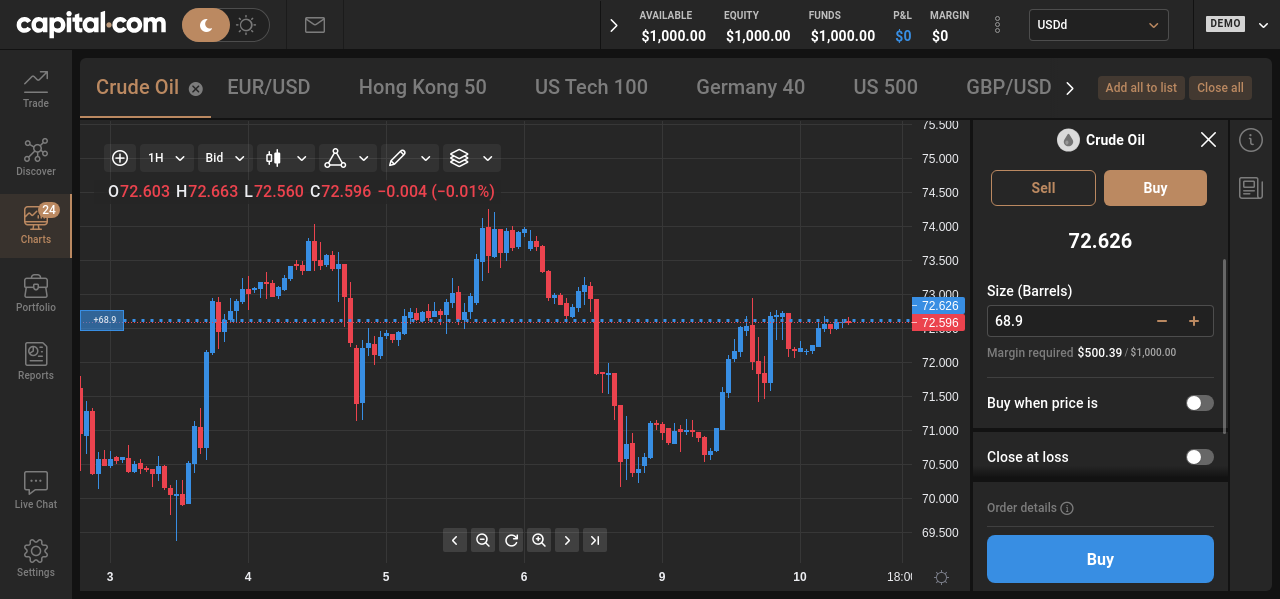 capital.com
AVAILABLE EQUITY FUNDS P&L MARGIN
$1,000.00 $1,000.00 $1,000.00 $0 $0
USDd
DEMO
Trade
Discover
24
Charts
Portfolio
Reports
Live Chat
Settings
Crude Oil EUR/USD Hong Kong 50 US Tech 100 Germany 40 US 500 GBP/USD
Add all to list Close all
1H Bid
O72.603 H72.663 L72.560 C72.596 −0.004 (−0.01%)
+68.9
75.500
75.000
74.500
74.000
73.500
73.000
72.626
72.596
72.000
71.500
71.000
70.500
70.000
69.500
3 4 5 6 9 10 18:00
Crude Oil
Sell Buy
72.626
Size (Barrels)
68.9
Margin required $500.39 / $1,000.00
Buy when price is
Close at loss
Order details
Buy